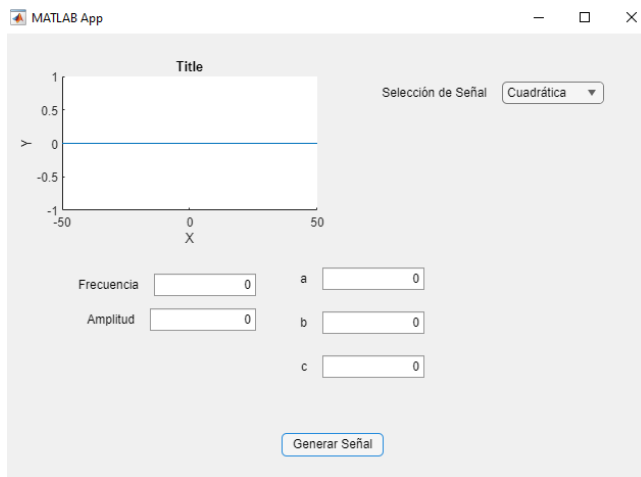 MATLAB App
Title
Selección de Señal Cuadrática
1
0.5
0
-0.5
-1
Y
-50 0 50
X
Frecuencia 0
Amplitud 0
a 0
b 0
c 0
Generar Señal